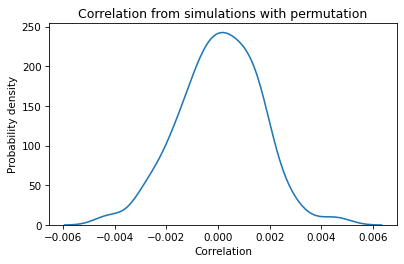 Correlation from simulations with permutation
250
200
150
100
50
0
Probability density
−0.006 −0.004 −0.002 0.000 0.002 0.004 0.006
Correlation